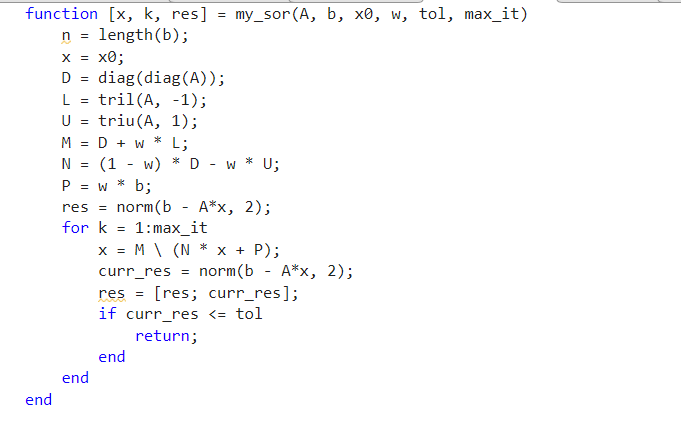 function [x, k, res] = my_sor(A, b, x0, w, tol, max_it)
    n = length(b);
    x = x0;
    D = diag(diag(A));
    L = tril(A, -1);
    U = triu(A, 1);
    M = D + w * L;
    N = (1 - w) * D - w * U;
    P = w * b;
    res = norm(b - A*x, 2);
    for k = 1:max_it
        x = M \ (N * x + P);
        curr_res = norm(b - A*x, 2);
        res = [res; curr_res];
        if curr_res <= tol
            return;
        end
    end
end